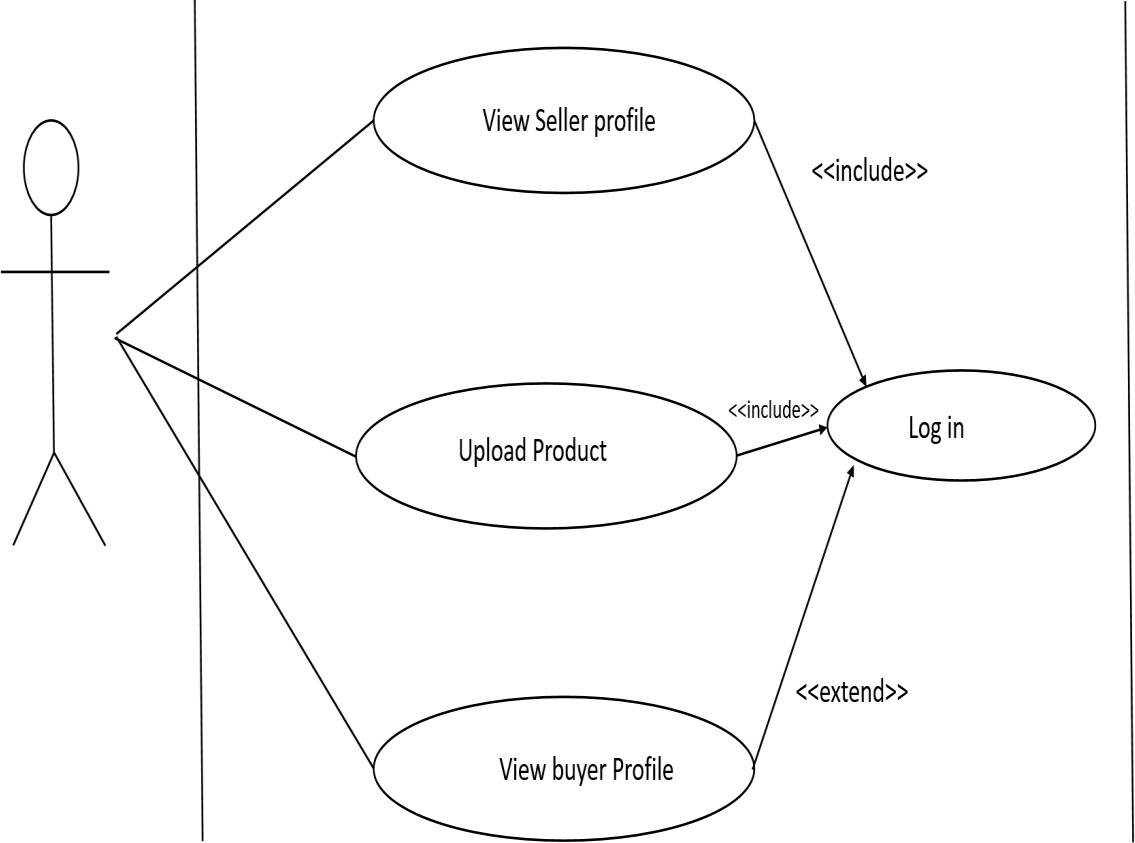 View Seller profile
<<include>>
<<include>>
Log in
Upload Product
<<extend>>
View buyer Profile